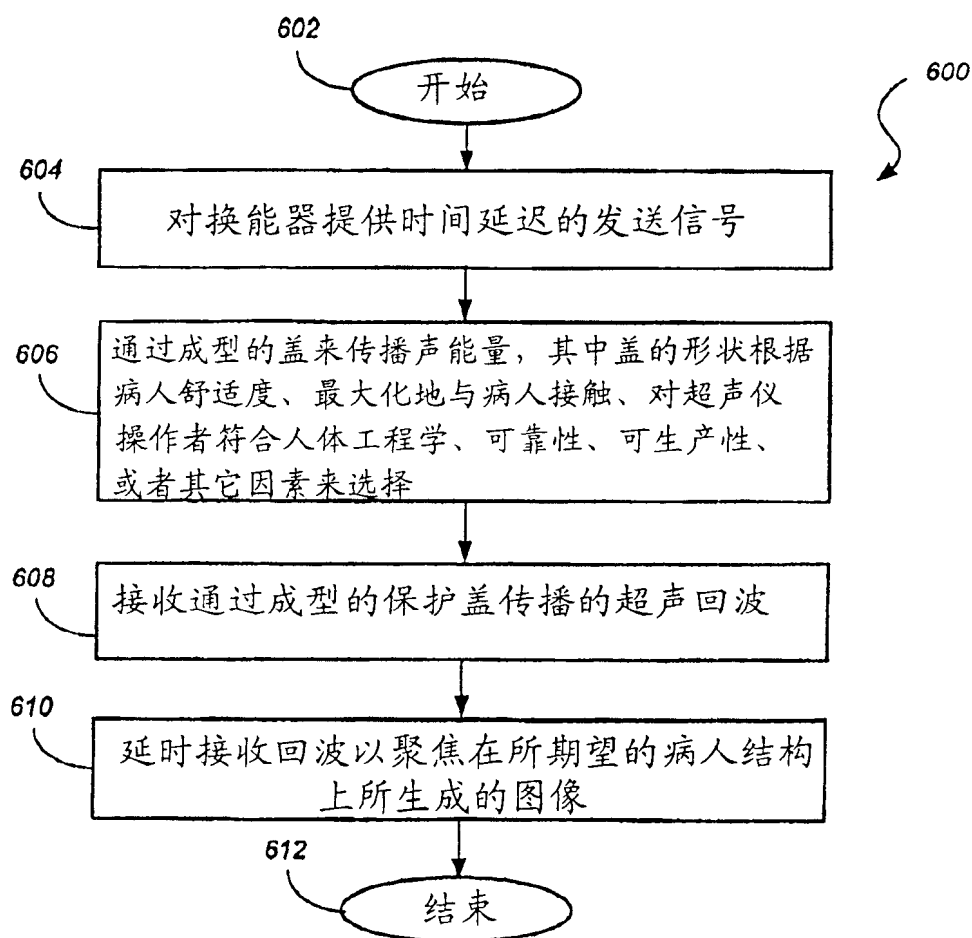 602
开始
600
604
对换能器提供时间延迟的发送信号
606
通过成型的盖来传播声能量，其中盖的形状根据
病人舒适度、最大化地与病人接触、对超声仪
操作者符合人体工程学、可靠性、可生产性、
或者其它因素来选择
608
接收通过成型的保护盖传播的超声回波
610
延时接收回波以聚焦在所期望的病人结构
上所生成的图像
612
结束